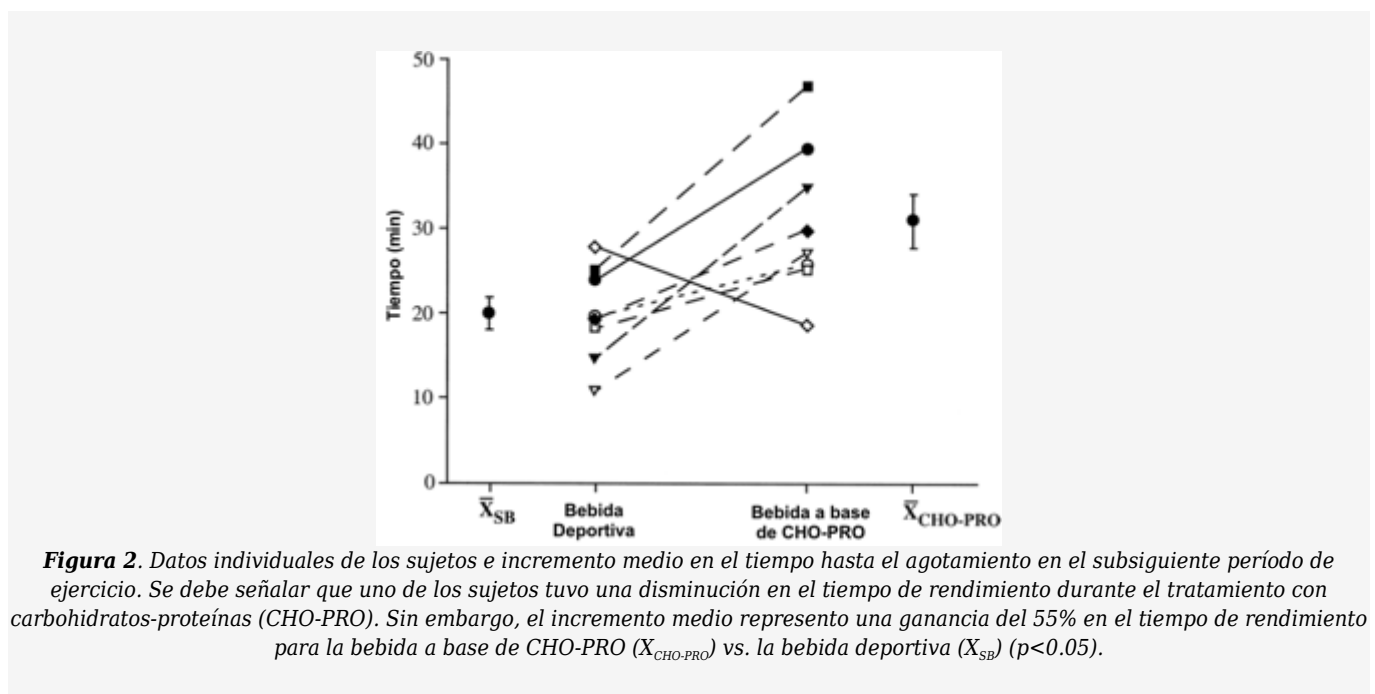 50
40
30
20
10
0
Tiempo (min)
X̅SB
Bebida
Deportiva
Bebida a base
de CHO-PRO
X̅CHO-PRO
Figura 2. Datos individuales de los sujetos e incremento medio en el tiempo hasta el agotamiento en el subsiguiente período de
ejercicio. Se debe señalar que uno de los sujetos tuvo una disminución en el tiempo de rendimiento durante el tratamiento con
carbohidratos-proteínas (CHO-PRO). Sin embargo, el incremento medio represento una ganancia del 55% en el tiempo de rendimiento
para la bebida a base de CHO-PRO (XCHO-PRO) vs. la bebida deportiva (XSB) (p<0.05).